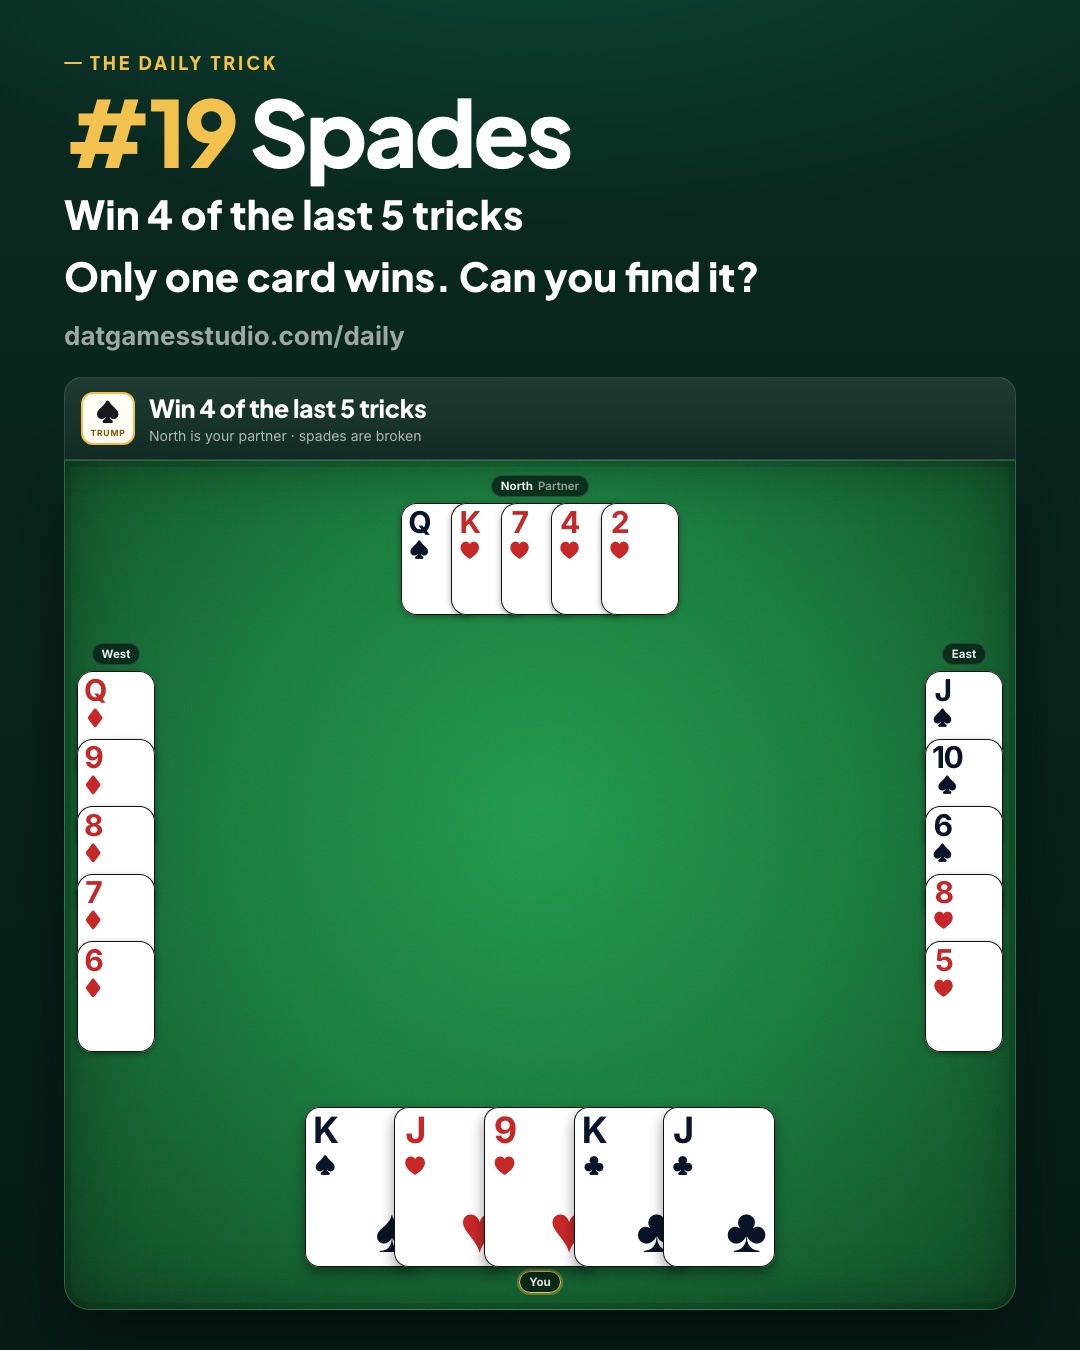 — THE DAILY TRICK
#19 Spades
Win 4 of the last 5 tricks
Only one card wins. Can you find it?
datgamesstudio.com/daily
TRUMP
Win 4 of the last 5 tricks
North is your partner · spades are broken
North Partner
Q K 7 4 2
West
East
Q
9
8
7
6
J
10
6
8
5
K J 9 K J
You